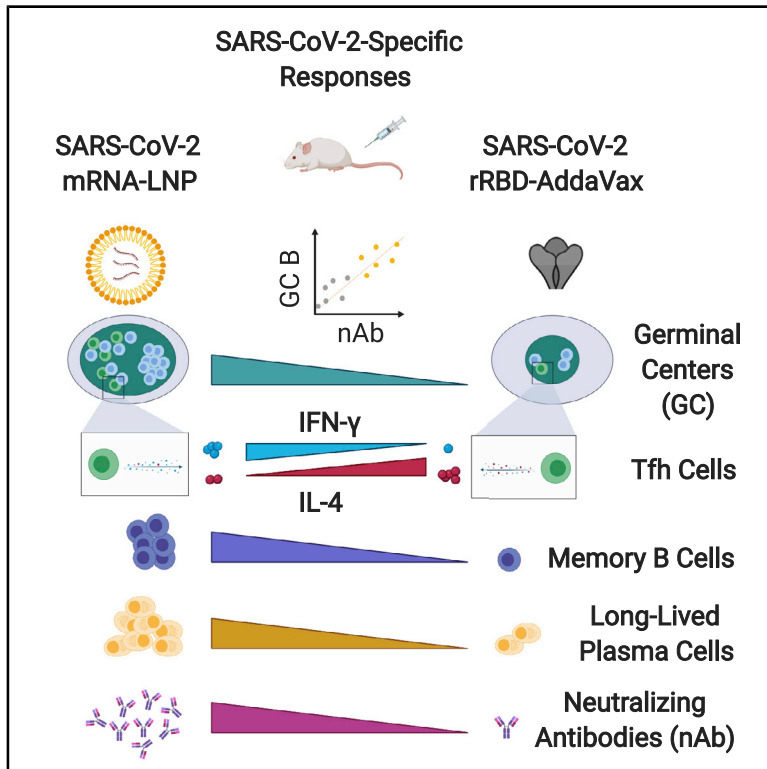 SARS-CoV-2-Specific
Responses
SARS-CoV-2
mRNA-LNP
SARS-CoV-2
rRBD-AddaVax
GC B
nAb
Germinal
Centers
(GC)
IFN-γ
Tfh Cells
IL-4
Memory B Cells
Long-Lived
Plasma Cells
Neutralizing
Antibodies (nAb)